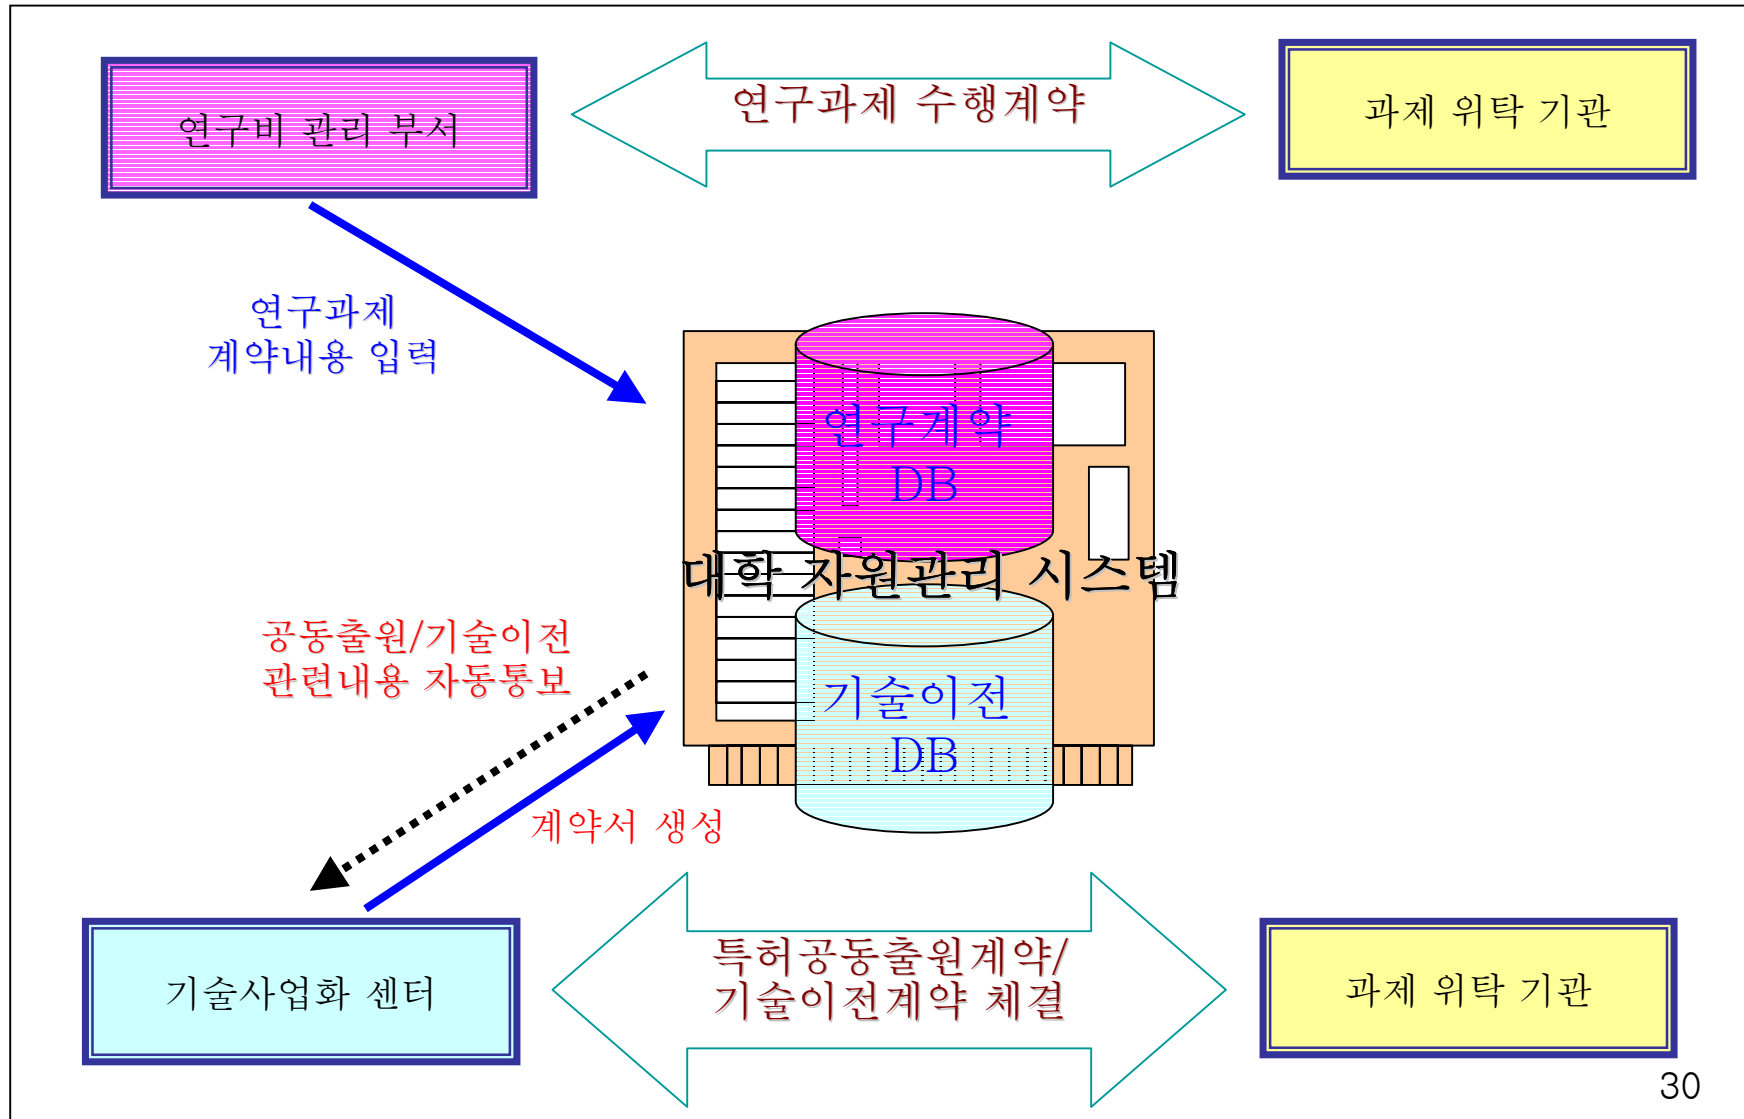 연구비 관리 부서
연구과제 수행계약
과제 위탁 기관
연구과제
계약내용 입력
연구계약
DB
대학 자원관리 시스템
기술이전
DB
공동출원/기술이전
관련내용 자동통보
계약서 생성
기술사업화 센터
특허공동출원계약/
기술이전계약 체결
과제 위탁 기관
30